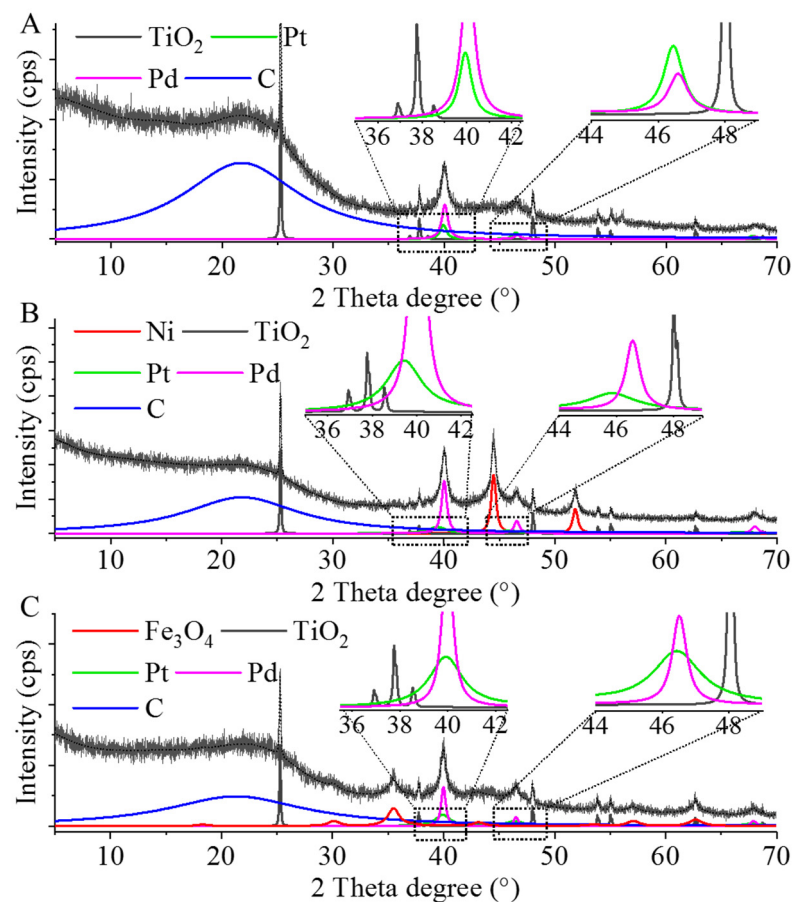 A
TiO₂ Pt
Pd C
36 38 40 42
44 46 48
Intensity (cps)
10 20 30 40 50 60 70
2 Theta degree (°)
B
Ni TiO₂
Pt Pd
C
36 38 40 42
44 46 48
Intensity (cps)
10 20 30 40 50 60 70
2 Theta degree (°)
C
Fe₃O₄ TiO₂
Pt Pd
C
36 38 40 42
44 46 48
Intensity (cps)
10 20 30 40 50 60 70
2 Theta degree (°)